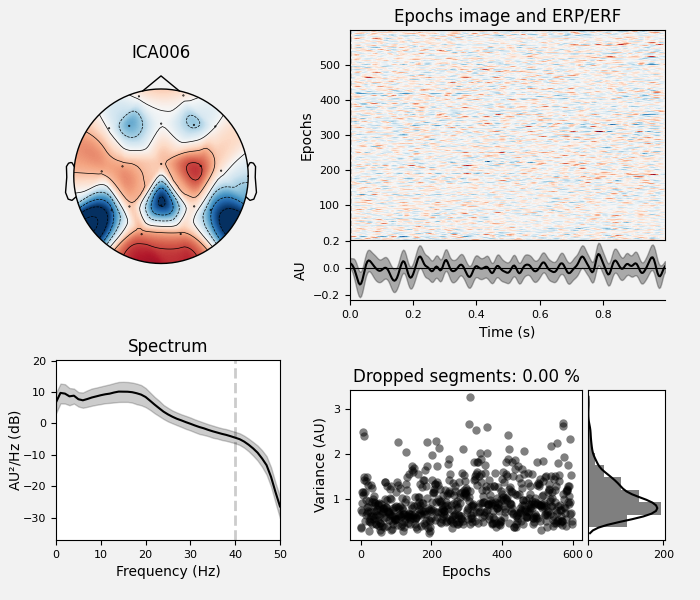 ICA006
Epochs image and ERP/ERF
Epochs
500
400
300
200
100
AU
0.2
0.0
−0.2
0.0 0.2 0.4 0.6 0.8
Time (s)
Spectrum
AU²/Hz (dB)
20
10
0
−10
−20
−30
0 10 20 30 40 50
Frequency (Hz)
Dropped segments: 0.00 %
Variance (AU)
3
2
1
0 200 400 600
Epochs
0 200